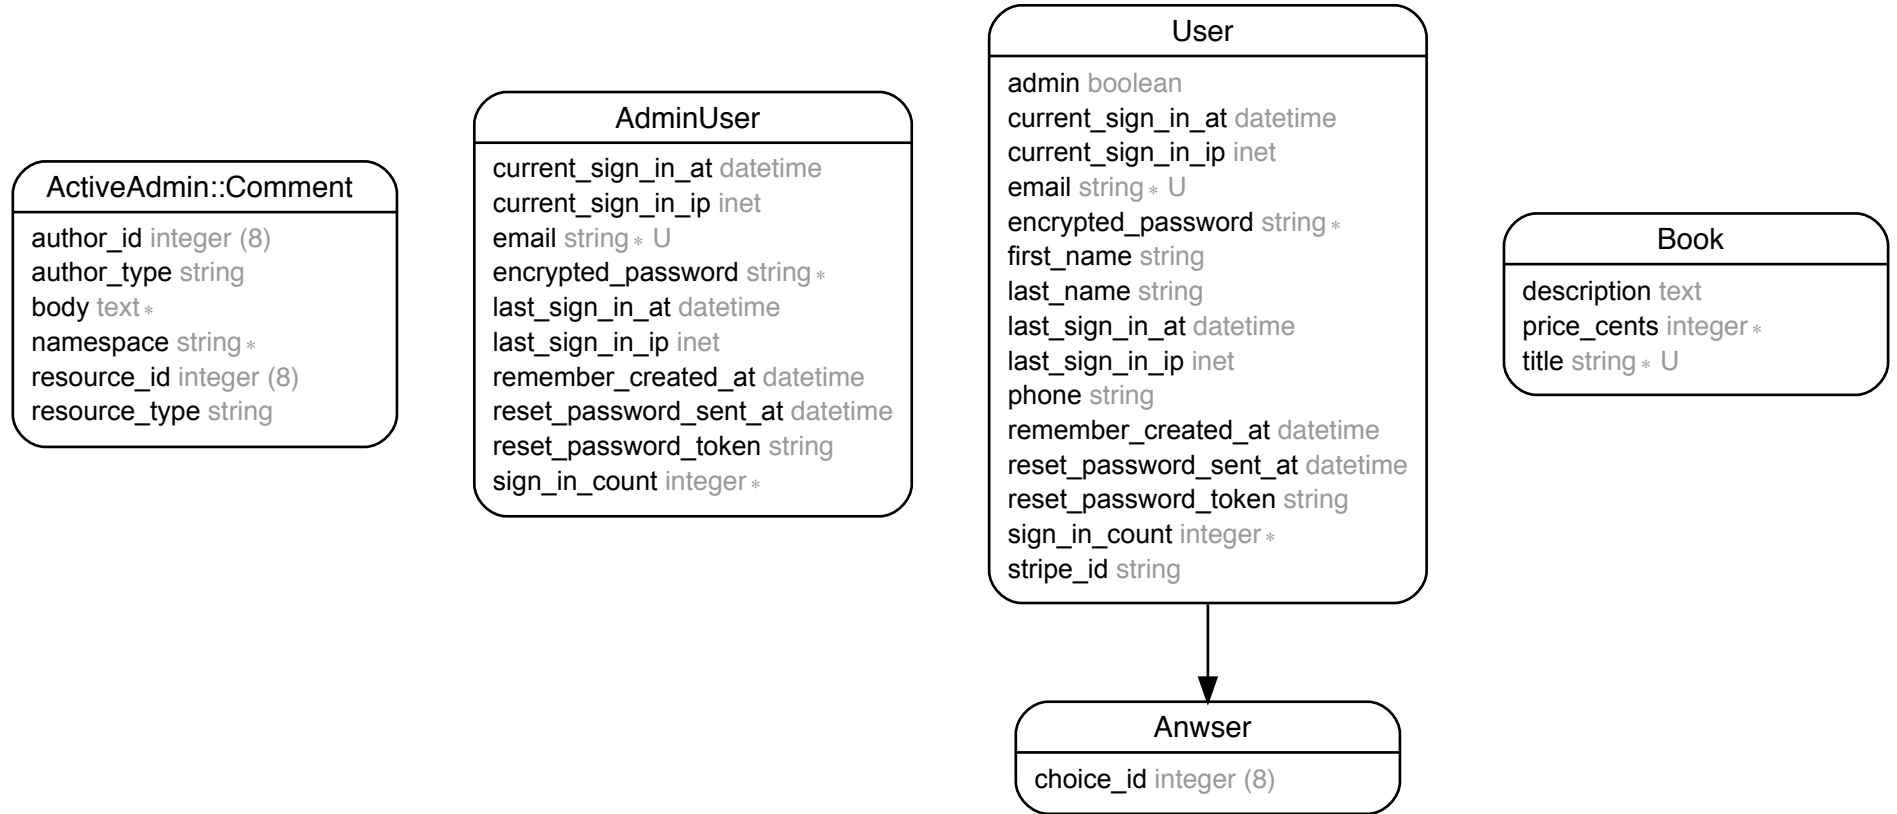 ActiveAdmin::Comment
author_id integer (8)
author_type string
body text *
namespace string *
resource_id integer (8)
resource_type string
AdminUser
current_sign_in_at datetime
current_sign_in_ip inet
email string * U
encrypted_password string *
last_sign_in_at datetime
last_sign_in_ip inet
remember_created_at datetime
reset_password_sent_at datetime
reset_password_token string
sign_in_count integer *
User
admin boolean
current_sign_in_at datetime
current_sign_in_ip inet
email string * U
encrypted_password string *
first_name string
last_name string
last_sign_in_at datetime
last_sign_in_ip inet
phone string
remember_created_at datetime
reset_password_sent_at datetime
reset_password_token string
sign_in_count integer *
stripe_id string
Book
description text
price_cents integer *
title string * U
Anwser
choice_id integer (8)